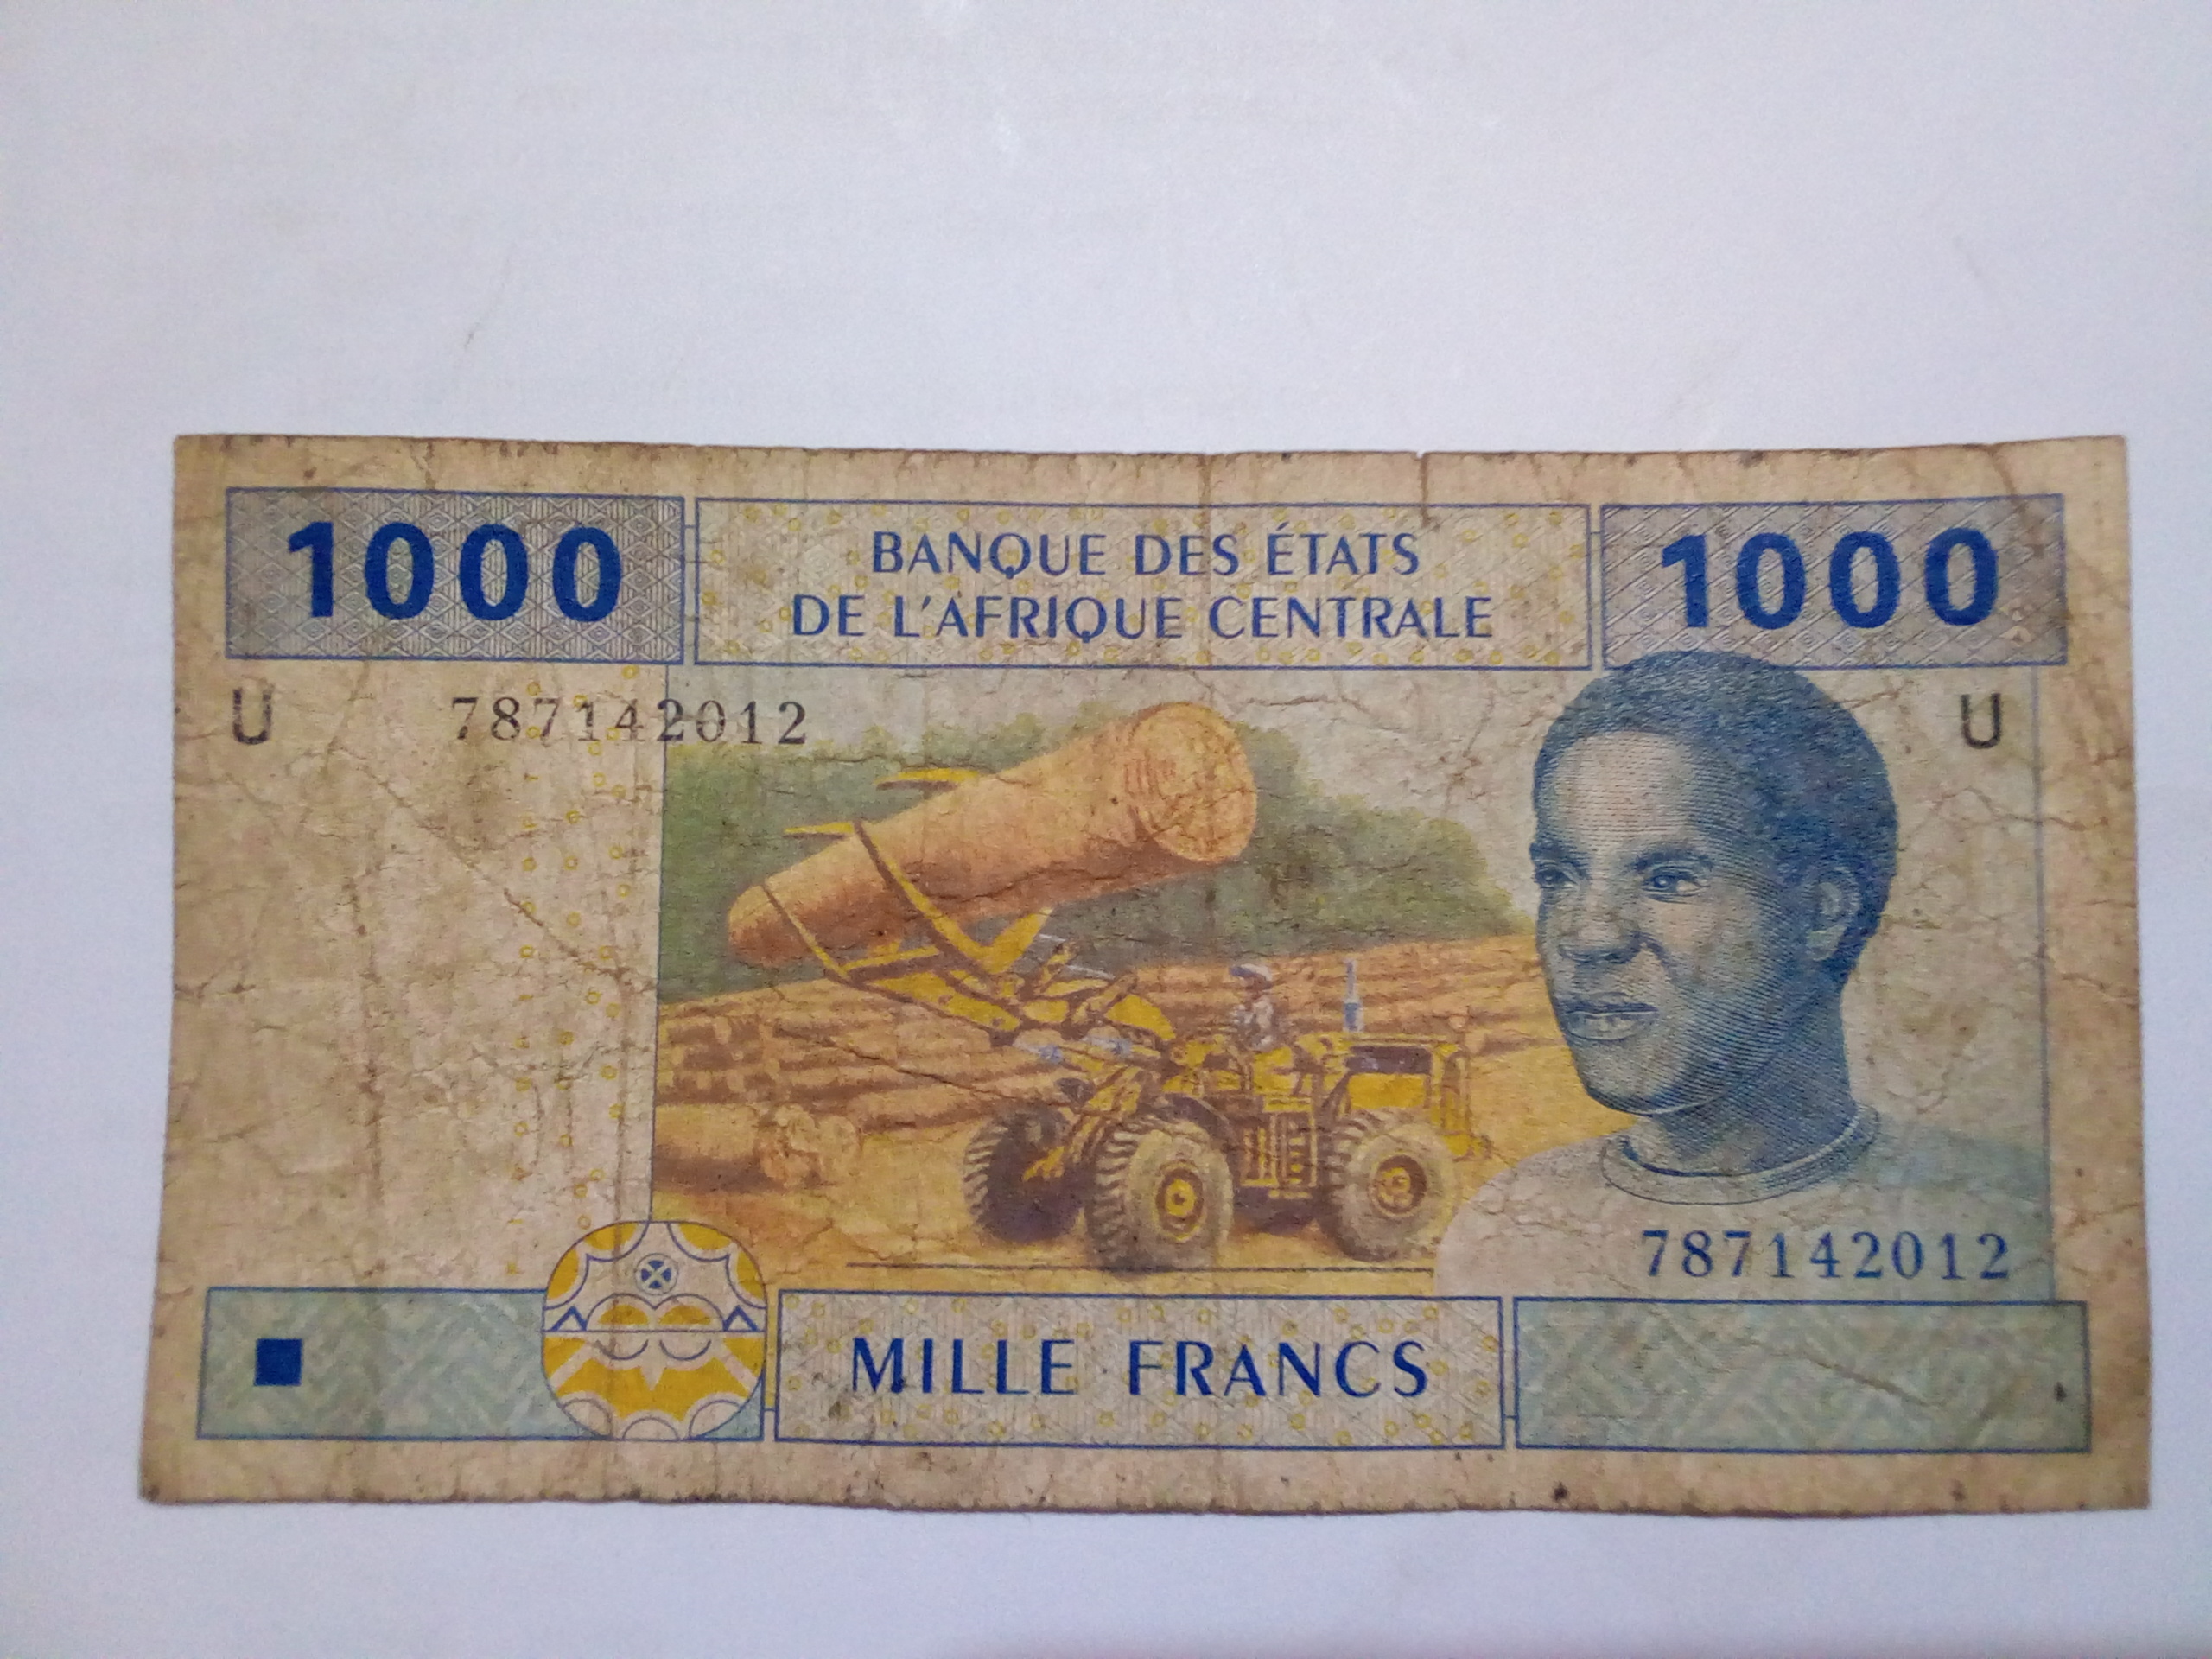 1000
BANQUE DES ÉTATS
DE L'AFRIQUE CENTRALE
1000
U
787142012
U
787142012
MILLE FRANCS